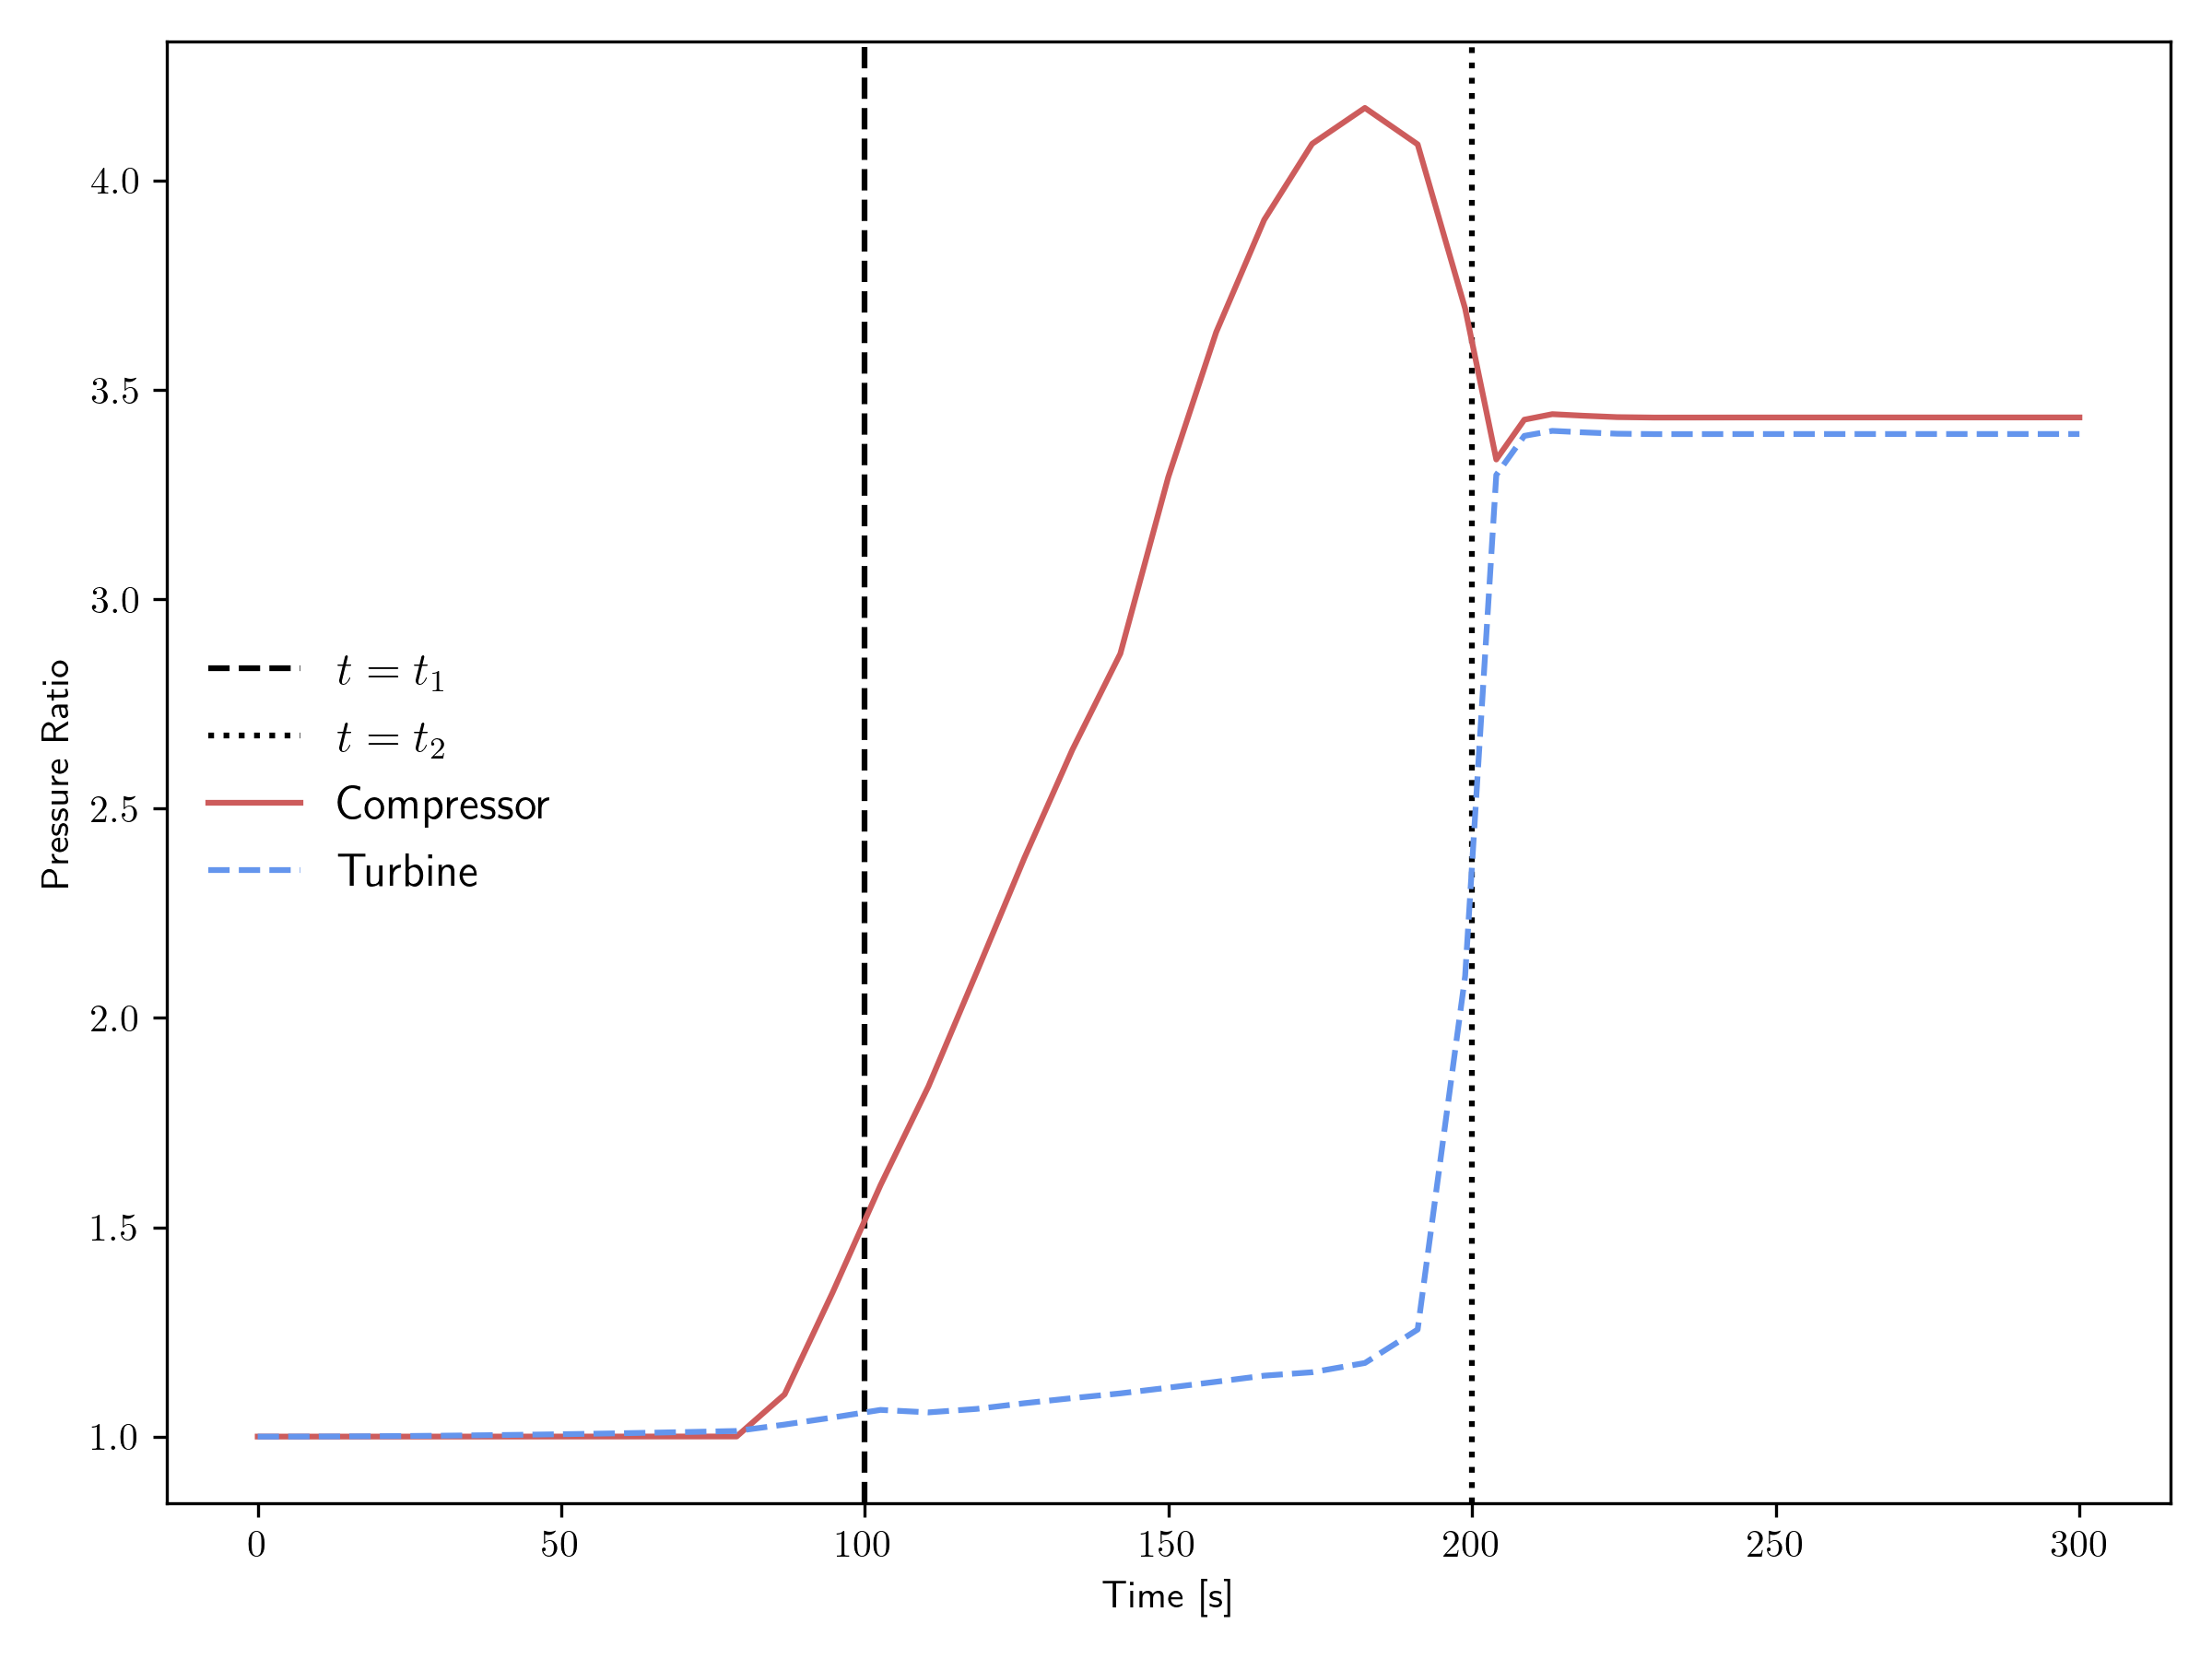 Pressure Ratio
4.0
3.5
3.0
2.5
2.0
1.5
1.0
t = t₁
t = t₂
Compressor
Turbine
0 50 100 150 200 250 300
Time [s]